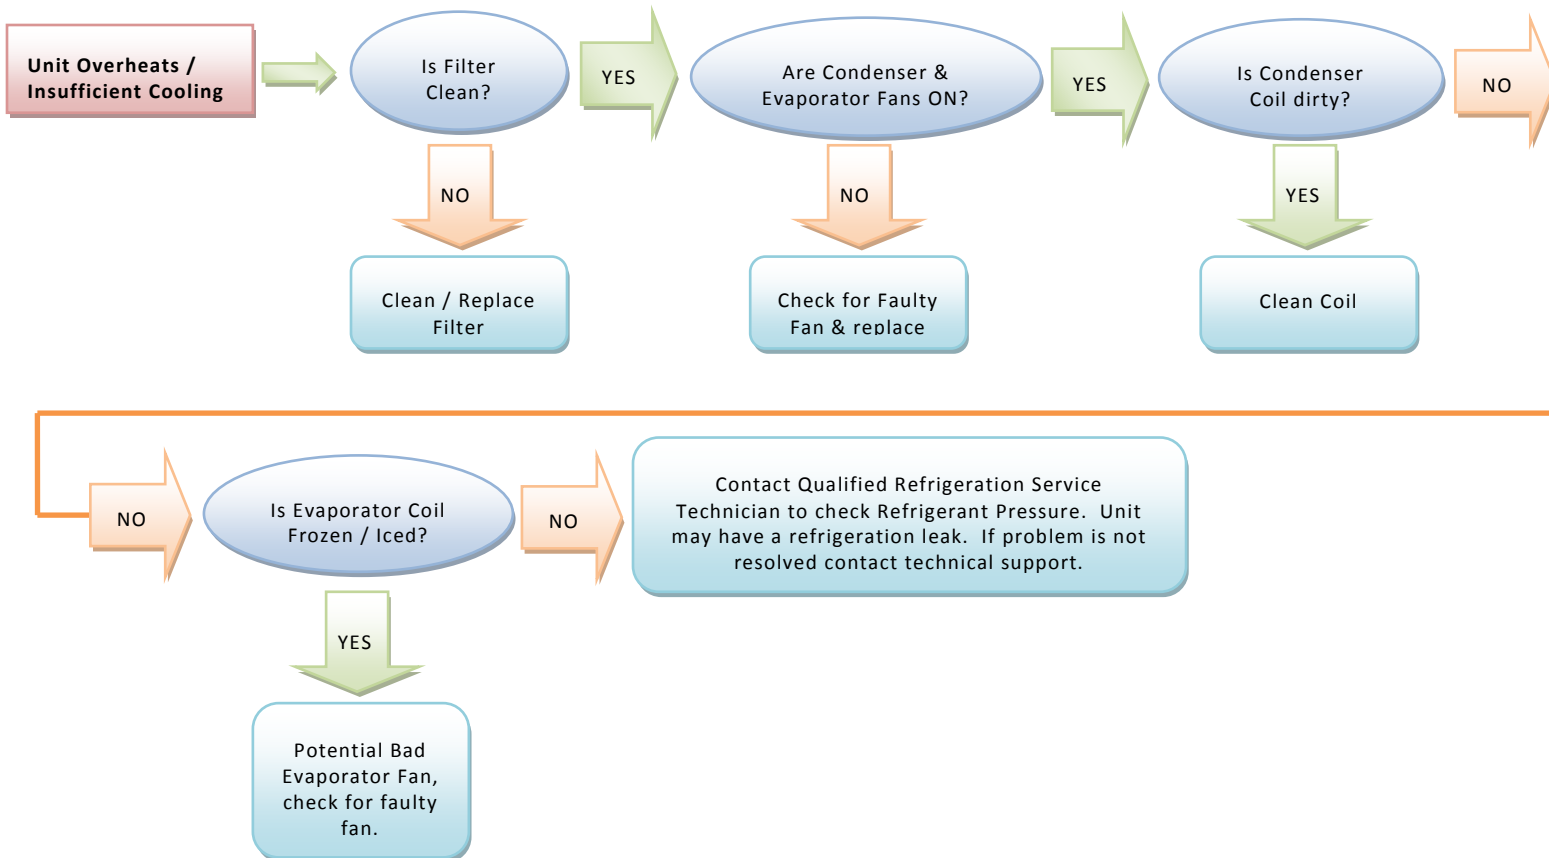 Unit Overheats /
Insufficient Cooling
Is Filter
Clean?
YES
Are Condenser &
Evaporator Fans ON?
YES
Is Condenser
Coil dirty?
NO
NO
NO
YES
Clean / Replace
Filter
Check for Faulty
Fan & replace
Clean Coil
NO
Is Evaporator Coil
Frozen / Iced?
NO
Contact Qualified Refrigeration Service
Technician to check Refrigerant Pressure. Unit
may have a refrigeration leak. If problem is not
resolved contact technical support.
YES
Potential Bad
Evaporator Fan,
check for faulty
fan.